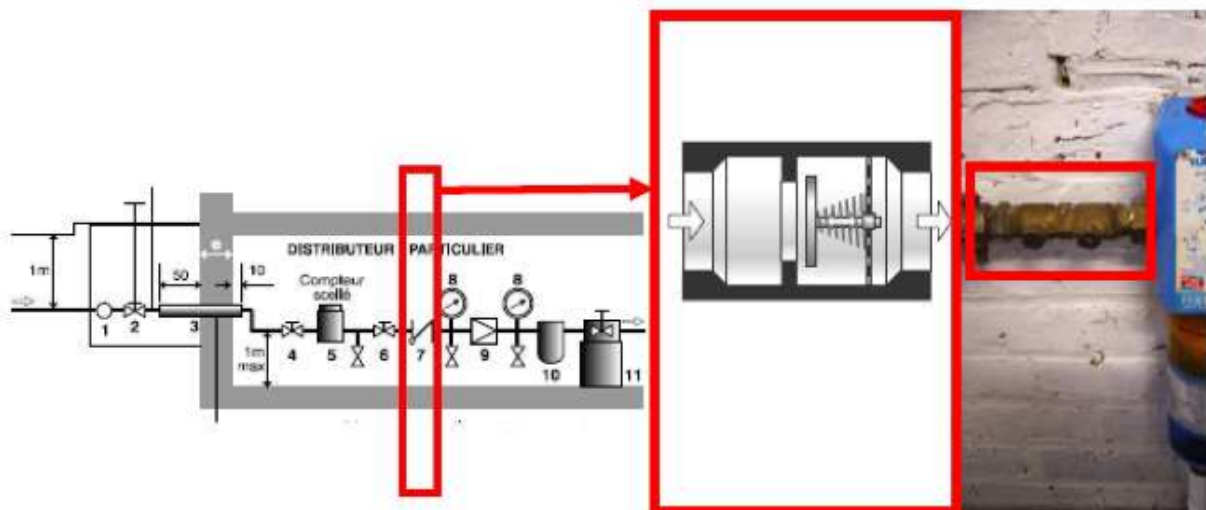 DISTRIBUTEUR PARTICULIER
1m
50
e
10
Compteur
scellé
8
8
1
2
3
4
5
6
7
9
10
11
1m
max